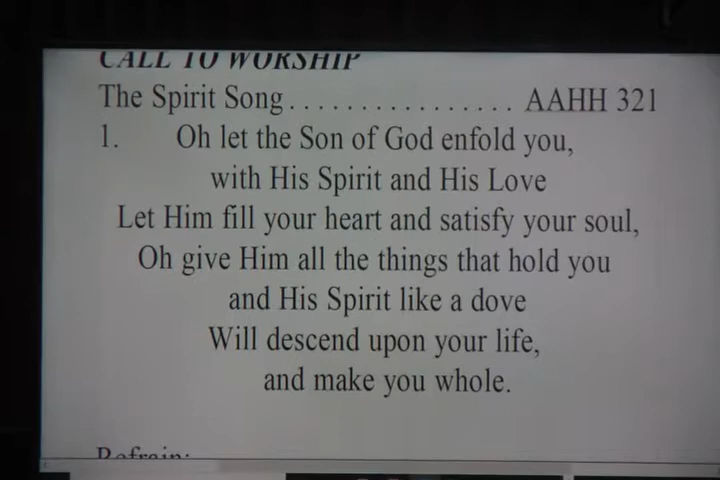 CALL TO WORSHIP
The Spirit Song................ AAHH 321
1. Oh let the Son of God enfold you,
with His Spirit and His Love
Let Him fill your heart and satisfy your soul,
Oh give Him all the things that hold you
and His Spirit like a dove
Will descend upon your life,
and make you whole.
Refrain: